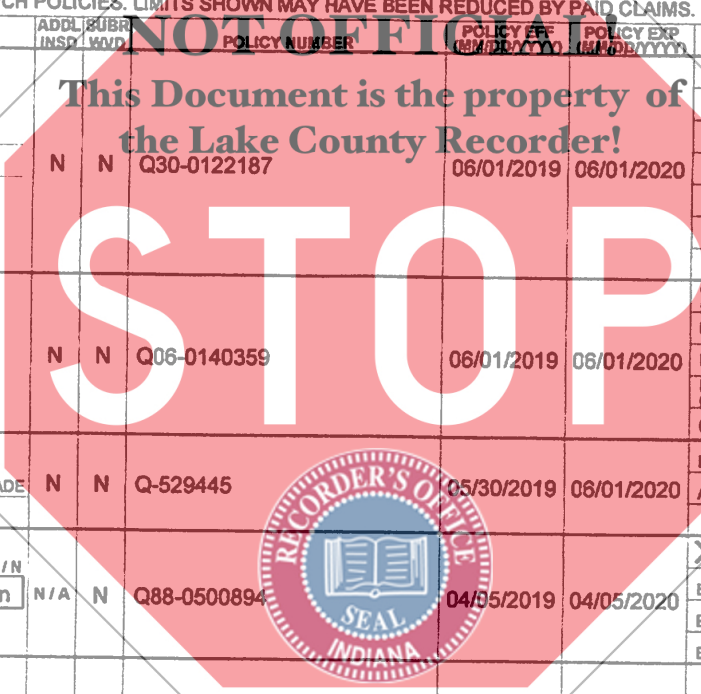 CH POLICIES. LIMITS SHOWN MAY HAVE BEEN REDUCED BY PAID CLAIMS.
ADDL SUBR
INSD WVD POLICY NUMBER POLICY EFF (MM/DD/YYYY) POLICY EXP (MM/DD/YYYY)
NOT OFFICIAL!
This Document is the property of
the Lake County Recorder!
N N Q30-0122187 06/01/2019 06/01/2020
STOP
N N Q06-0140359 06/01/2019 06/01/2020
ADE N N Q-529445 05/30/2019 06/01/2020
/ N
n N / A N Q88-0500894 04/05/2019 04/05/2020
RECORDER'S OFFICE
SEAL
INDIANA